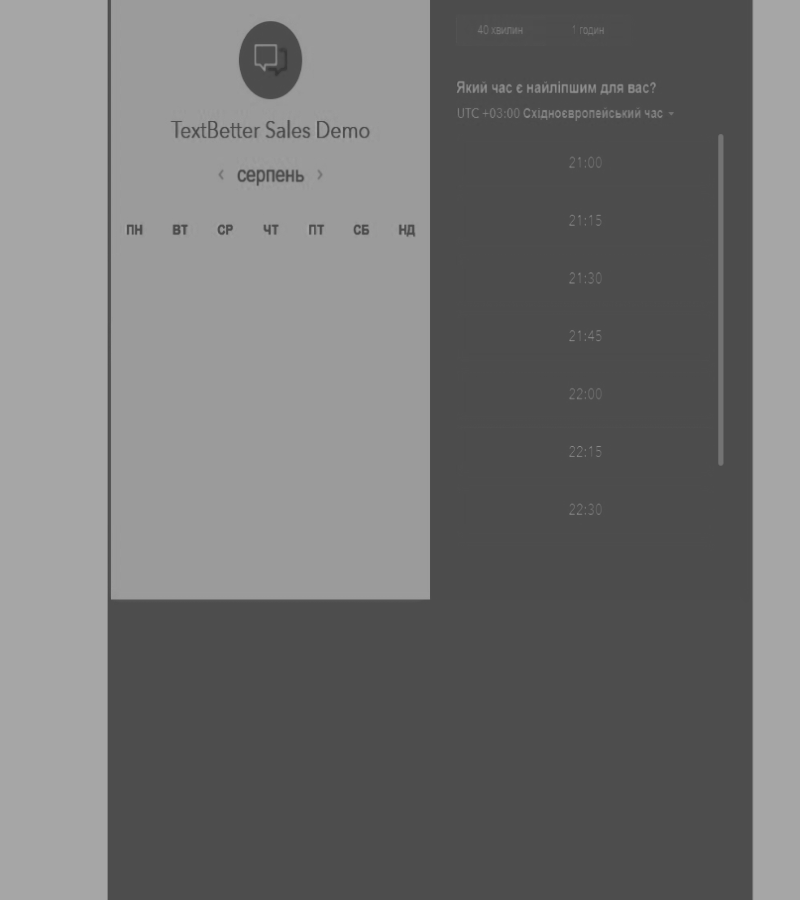 TextBetter Sales Demo
‹ серпень ›
ПН ВТ СР ЧТ ПТ СБ НД
40 хвилин 1 годин
Який час є найліпшим для вас?
UTC +03:00 Східноєвропейський час
21:00
21:15
21:30
21:45
22:00
22:15
22:30